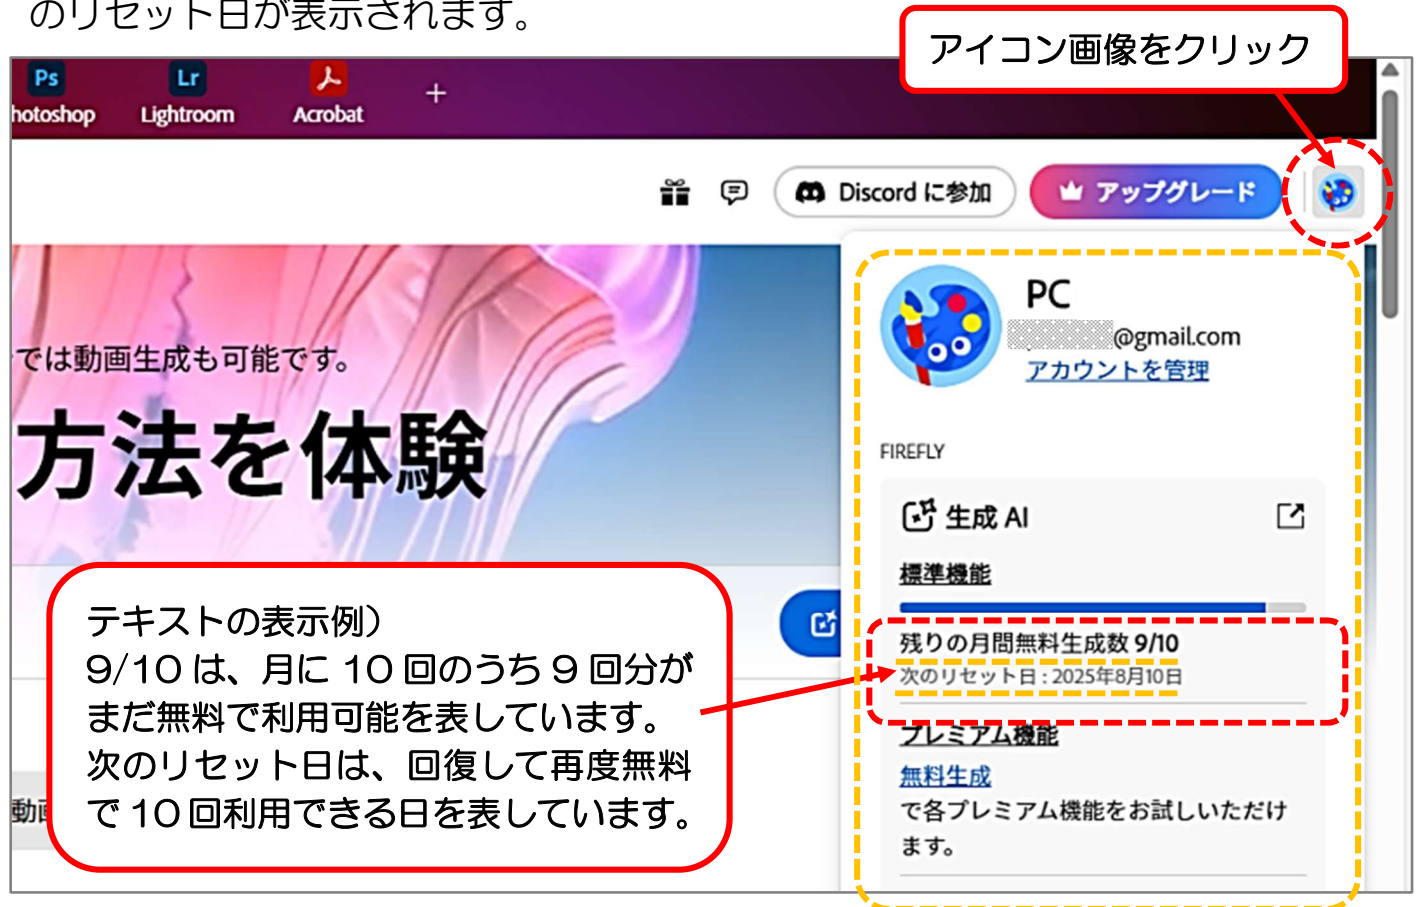 のリセット日が表示されます。
アイコン画像をクリック
Ps
Lr
hotoshop
Lightroom
Acrobat
+
Discord に参加
アップグレード
PC
@gmail.com
アカウントを管理
では動画生成も可能です。
方法を体験
FIREFLY
生成 AI
標準機能
残りの月間無料生成数 9/10
次のリセット日 : 2025年8月10日
プレミアム機能
無料生成
で各プレミアム機能をお試しいただけ
ます。
テキストの表示例）
9/10 は、月に 10 回のうち 9 回分が
まだ無料で利用可能を表しています。
次のリセット日は、回復して再度無料
で 10 回利用できる日を表しています。
動